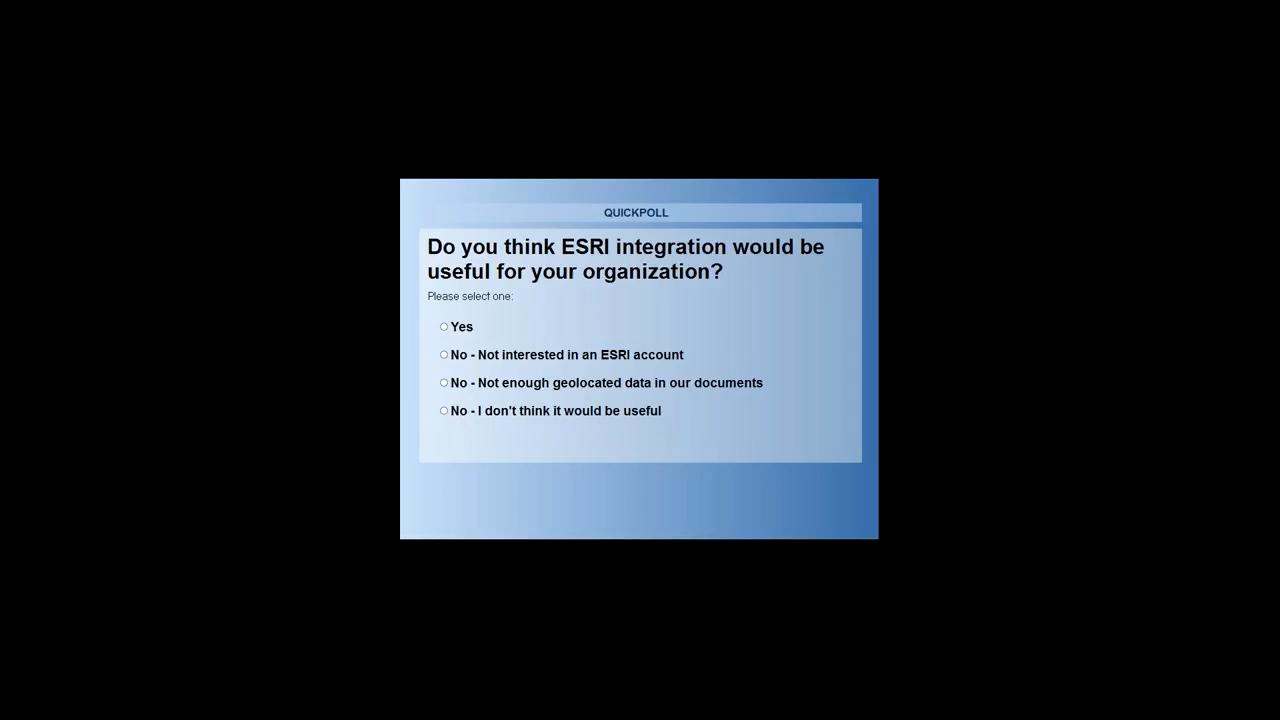 QUICKPOLL
Do you think ESRI integration would be
useful for your organization?
Please select one:
Yes
No - Not interested in an ESRI account
No - Not enough geolocated data in our documents
No - I don't think it would be useful